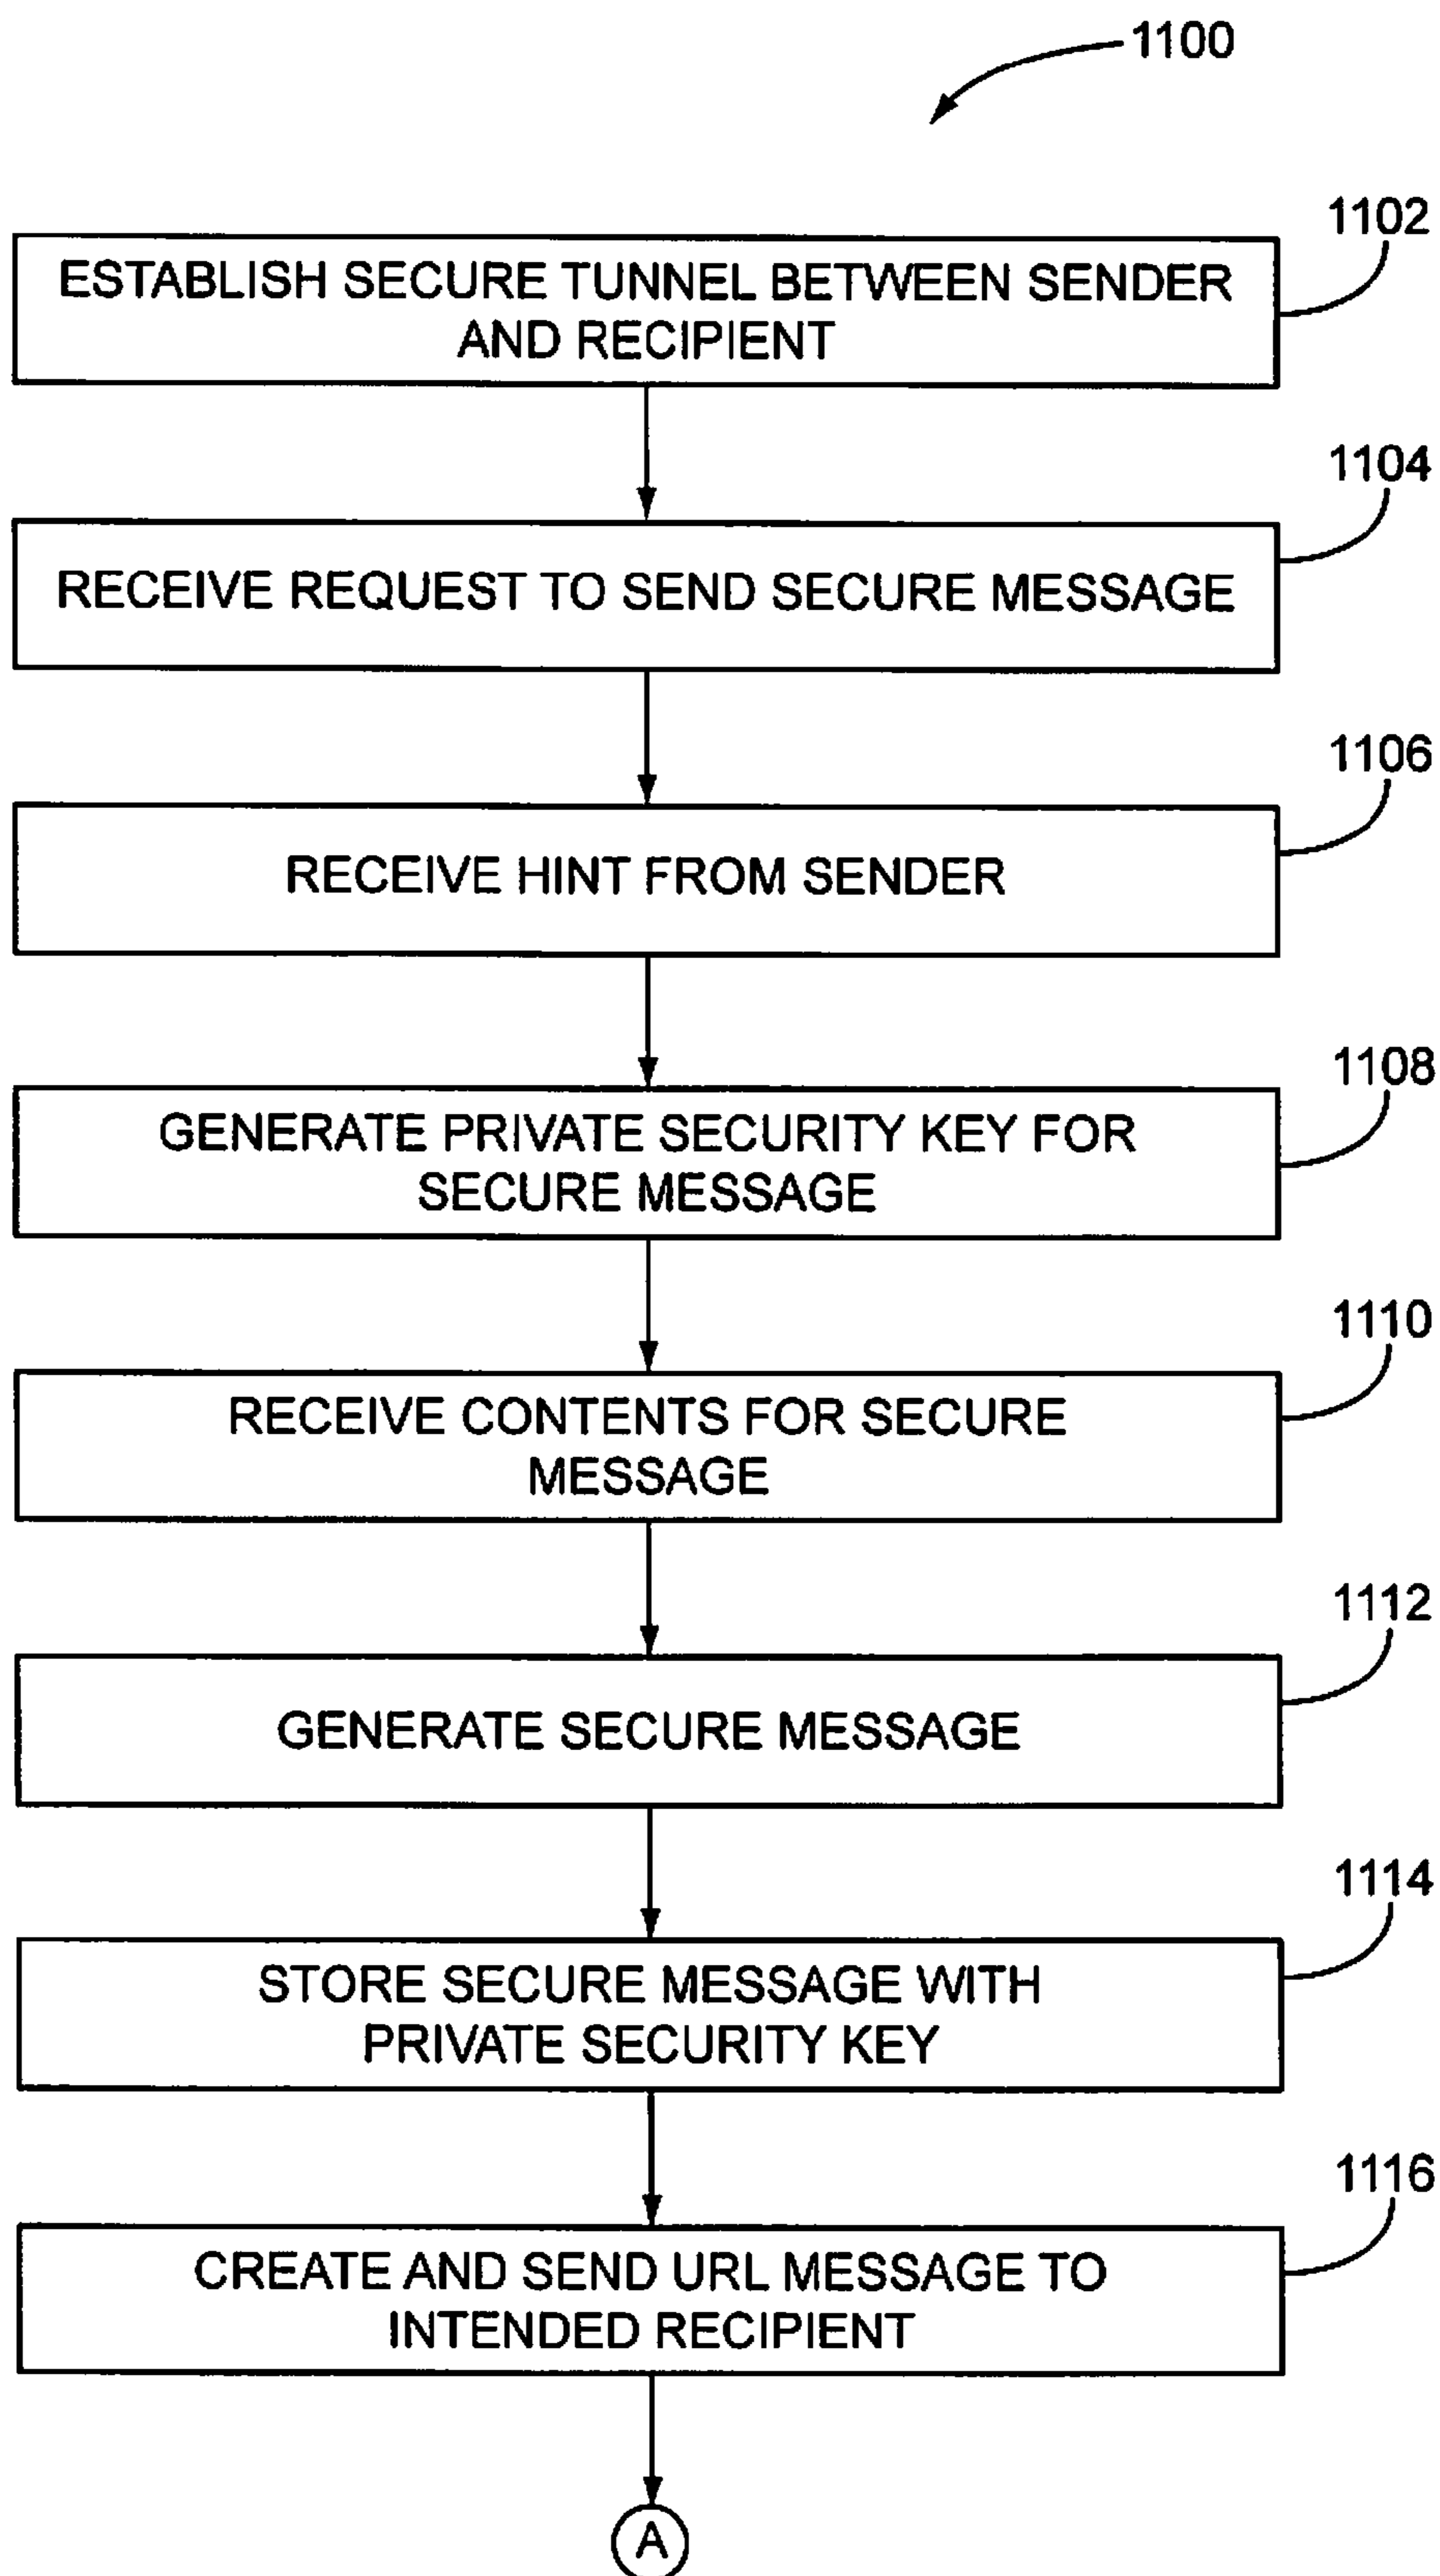 1100
1102
ESTABLISH SECURE TUNNEL BETWEEN SENDER
AND RECIPIENT
1104
RECEIVE REQUEST TO SEND SECURE MESSAGE
1106
RECEIVE HINT FROM SENDER
1108
GENERATE PRIVATE SECURITY KEY FOR
SECURE MESSAGE
1110
RECEIVE CONTENTS FOR SECURE
MESSAGE
1112
GENERATE SECURE MESSAGE
1114
STORE SECURE MESSAGE WITH
PRIVATE SECURITY KEY
1116
CREATE AND SEND URL MESSAGE TO
INTENDED RECIPIENT
A